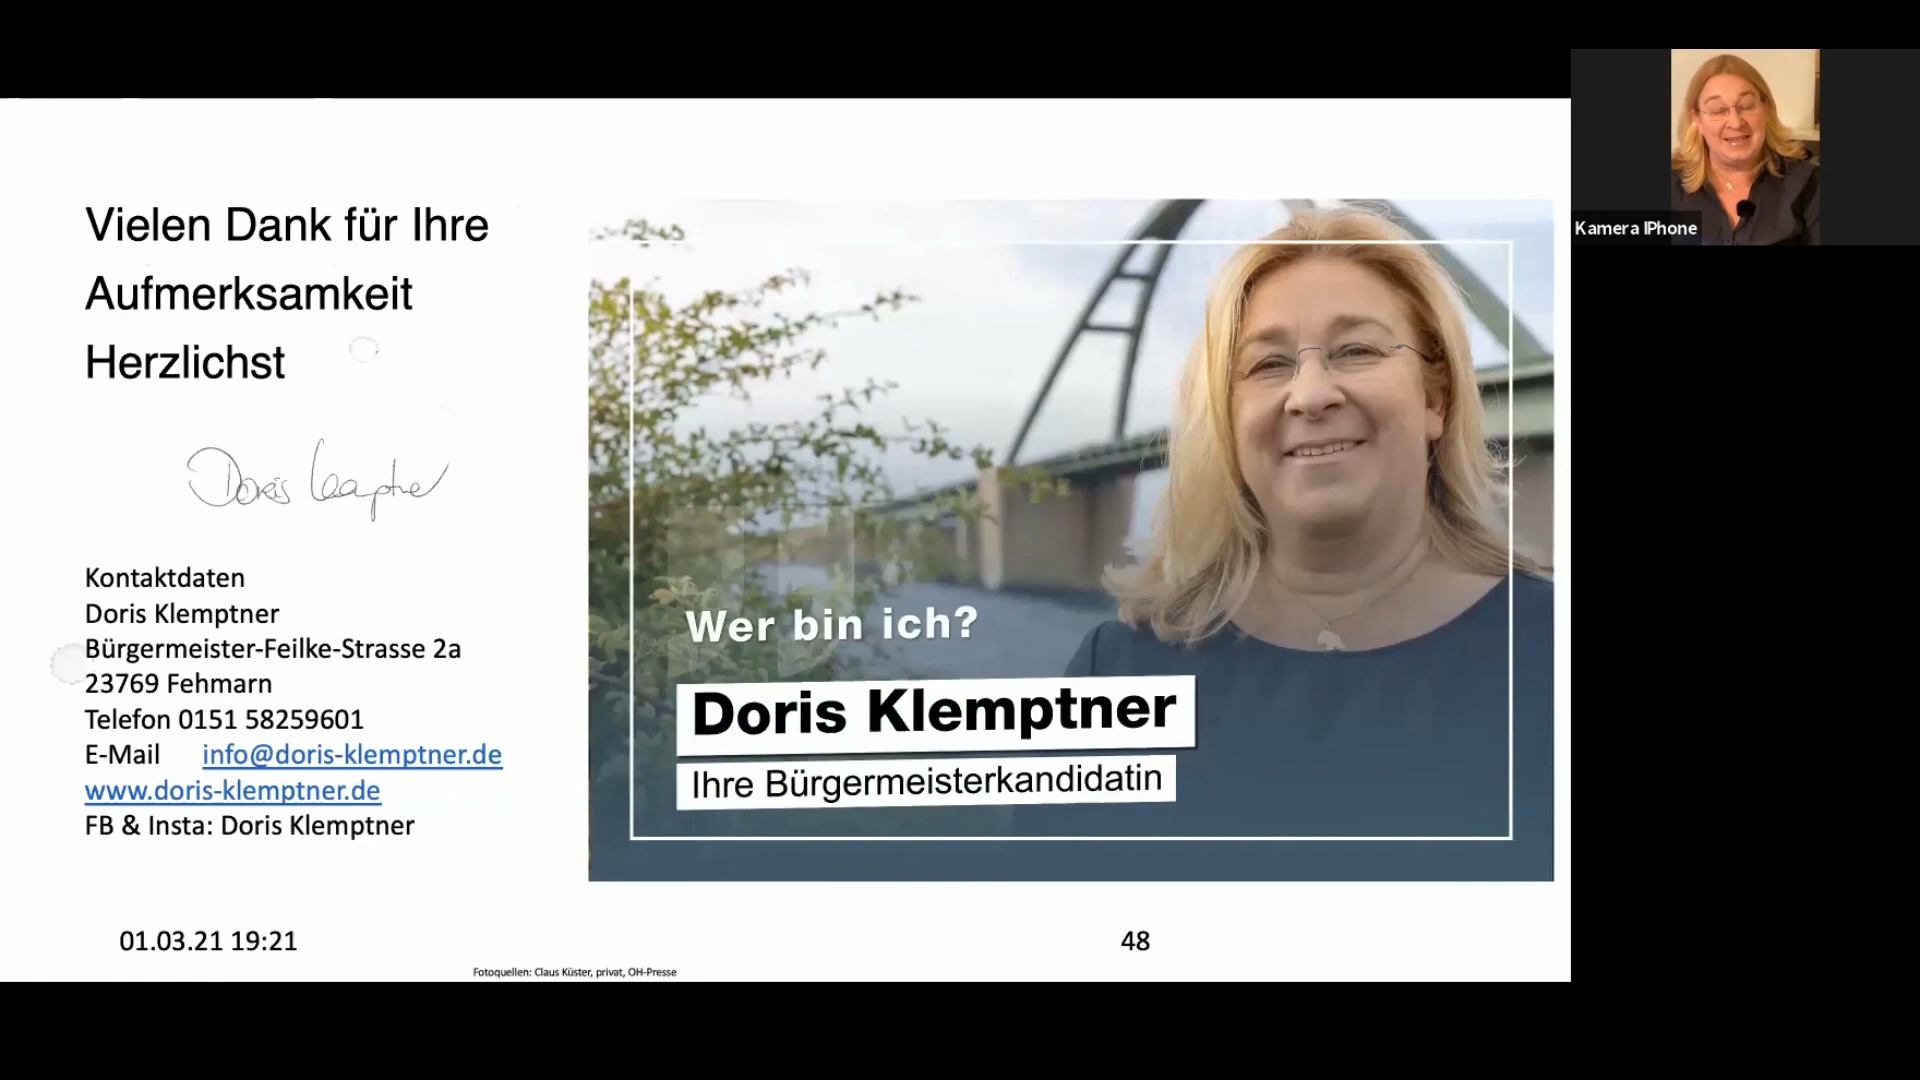 Vielen Dank für Ihre
Aufmerksamkeit
Herzlichst
Doris Klemptner
Kontaktdaten
Doris Klemptner
Bürgermeister-Feilke-Strasse 2a
23769 Fehmarn
Telefon 0151 58259601
E-Mail info@doris-klemptner.de
www.doris-klemptner.de
FB & Insta: Doris Klemptner
01.03.21 19:21
Fotoquellen: Claus Küster, privat, OH-Presse
48
Wer bin ich?
Doris Klemptner
Ihre Bürgermeisterkandidatin
Kamera IPhone